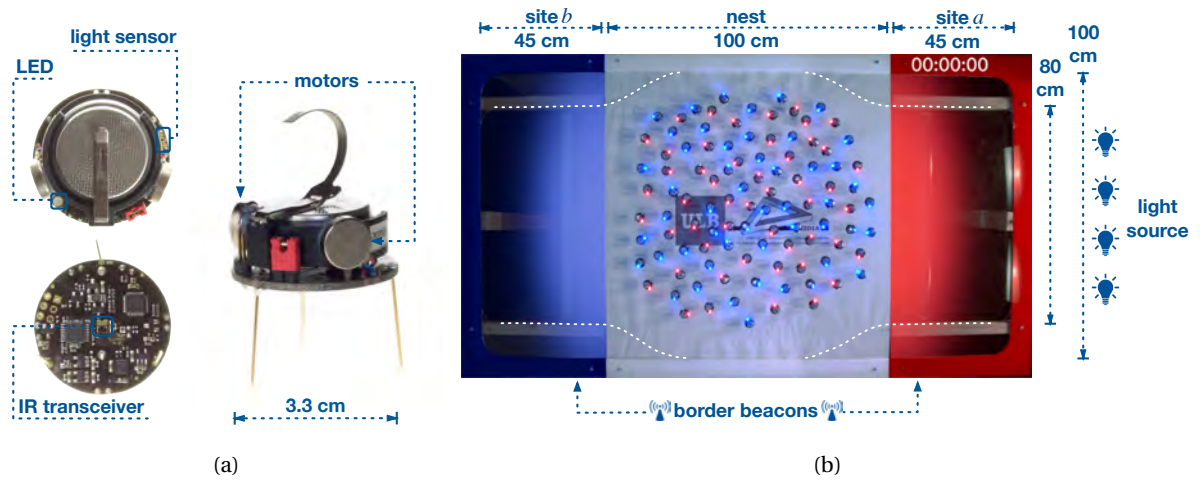 light sensor
LED
motors
IR transceiver
3.3 cm
(a)
site b
nest
site a
45 cm
100 cm
45 cm
00:00:00
100
cm
80
cm
ULB
light
source
border beacons
(b)